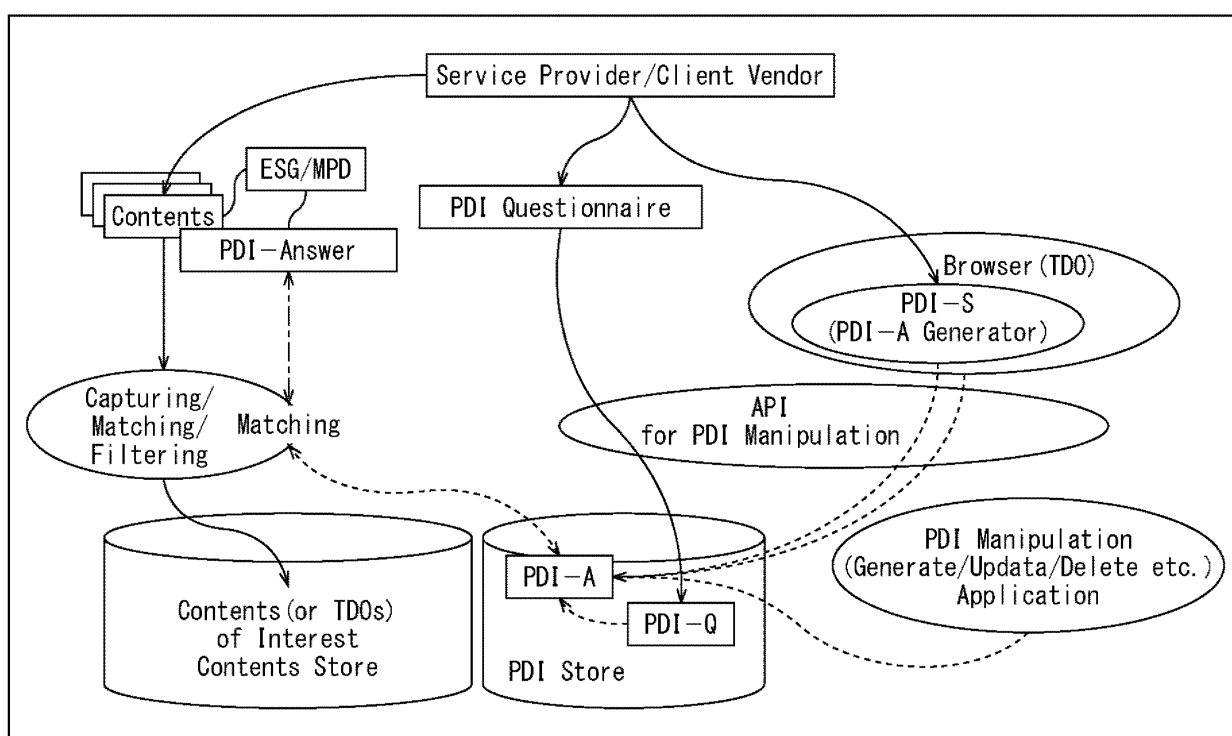 Service Provider/Client Vendor
ESG/MPD
Contents
PDI-Answer
PDI Questionnaire
Browser(TDO)
PDI-S
(PDI-A Generator)
Capturing/
Matching/
Filtering
Matching
API
for PDI Manipulation
PDI Manipulation
(Generate/Updata/Delete etc.)
Application
PDI-A
PDI-Q
PDI Store
Contents(or TDOs)
of Interest
Contents Store